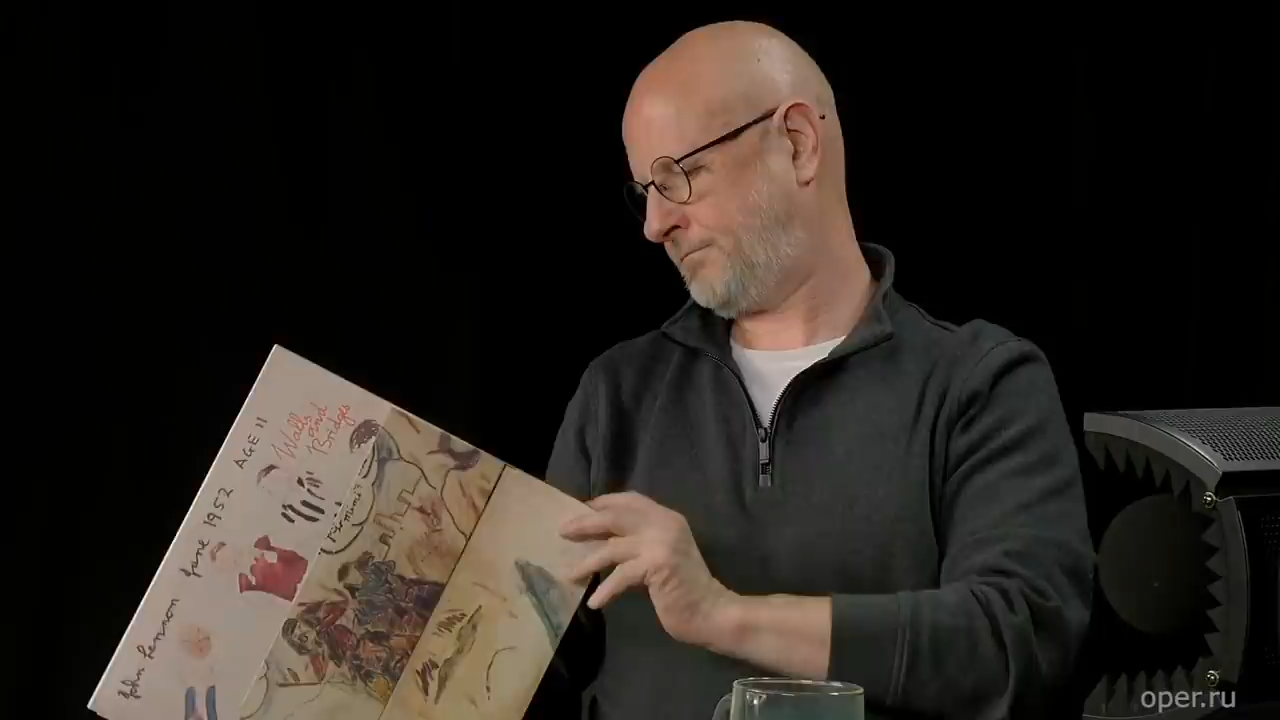 John Lennon June 1952 AGE 11
Walls
and
Bridges
oper.ru